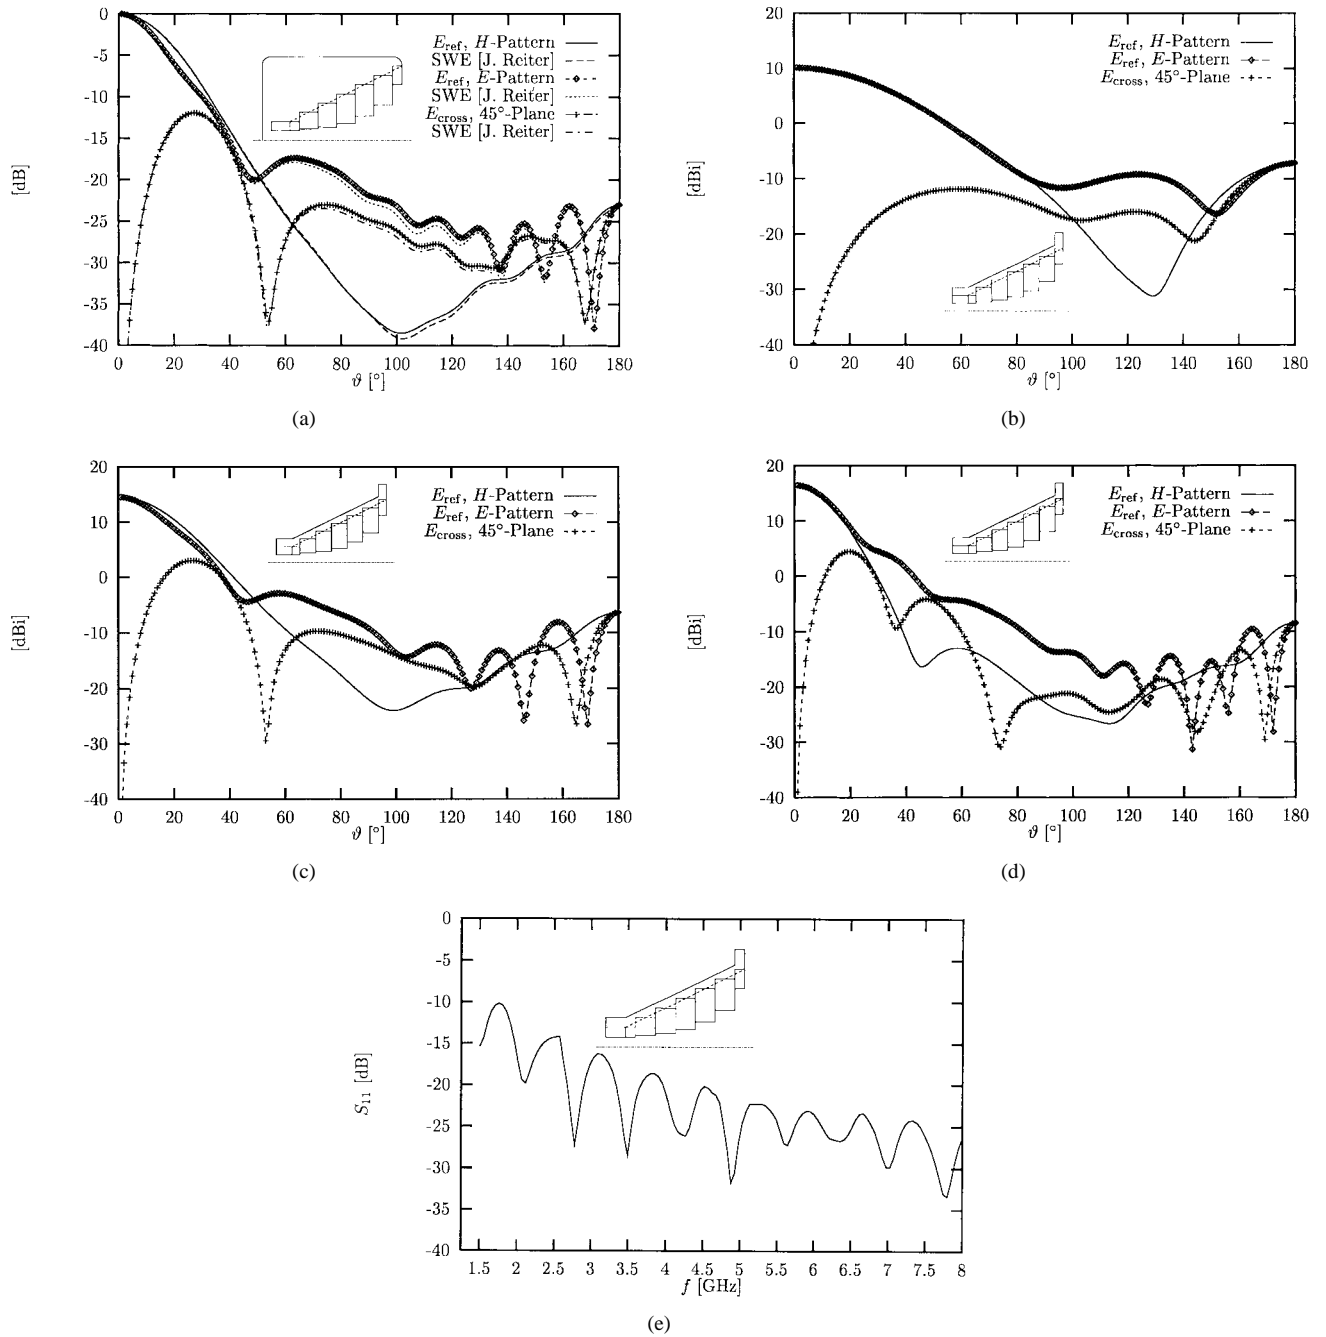 0
-5
-10
-15
-20
-25
-30
-35
-40
[dB]
E_ref, H-Pattern
SWE [J. Reiter]
E_ref, E-Pattern
SWE [J. Reiter]
E_cross, 45°-Plane
SWE [J. Reiter]
0 20 40 60 80 100 120 140 160 180
ϑ [°]
(a)
20
10
0
-10
-20
-30
-40
[dBi]
E_ref, H-Pattern
E_ref, E-Pattern
E_cross, 45°-Plane
0 20 40 60 80 100 120 140 160 180
ϑ [°]
(b)
20
10
0
-10
-20
-30
-40
[dBi]
E_ref, H-Pattern
E_ref, E-Pattern
E_cross, 45°-Plane
0 20 40 60 80 100 120 140 160 180
ϑ [°]
(c)
20
10
0
-10
-20
-30
-40
[dBi]
E_ref, H-Pattern
E_ref, E-Pattern
E_cross, 45°-Plane
0 20 40 60 80 100 120 140 160 180
ϑ [°]
(d)
0
-5
-10
-15
-20
-25
-30
-35
-40
S_11 [dB]
1.5 2 2.5 3 3.5 4 4.5 5 5.5 6 6.5 7 7.5 8
f [GHz]
(e)